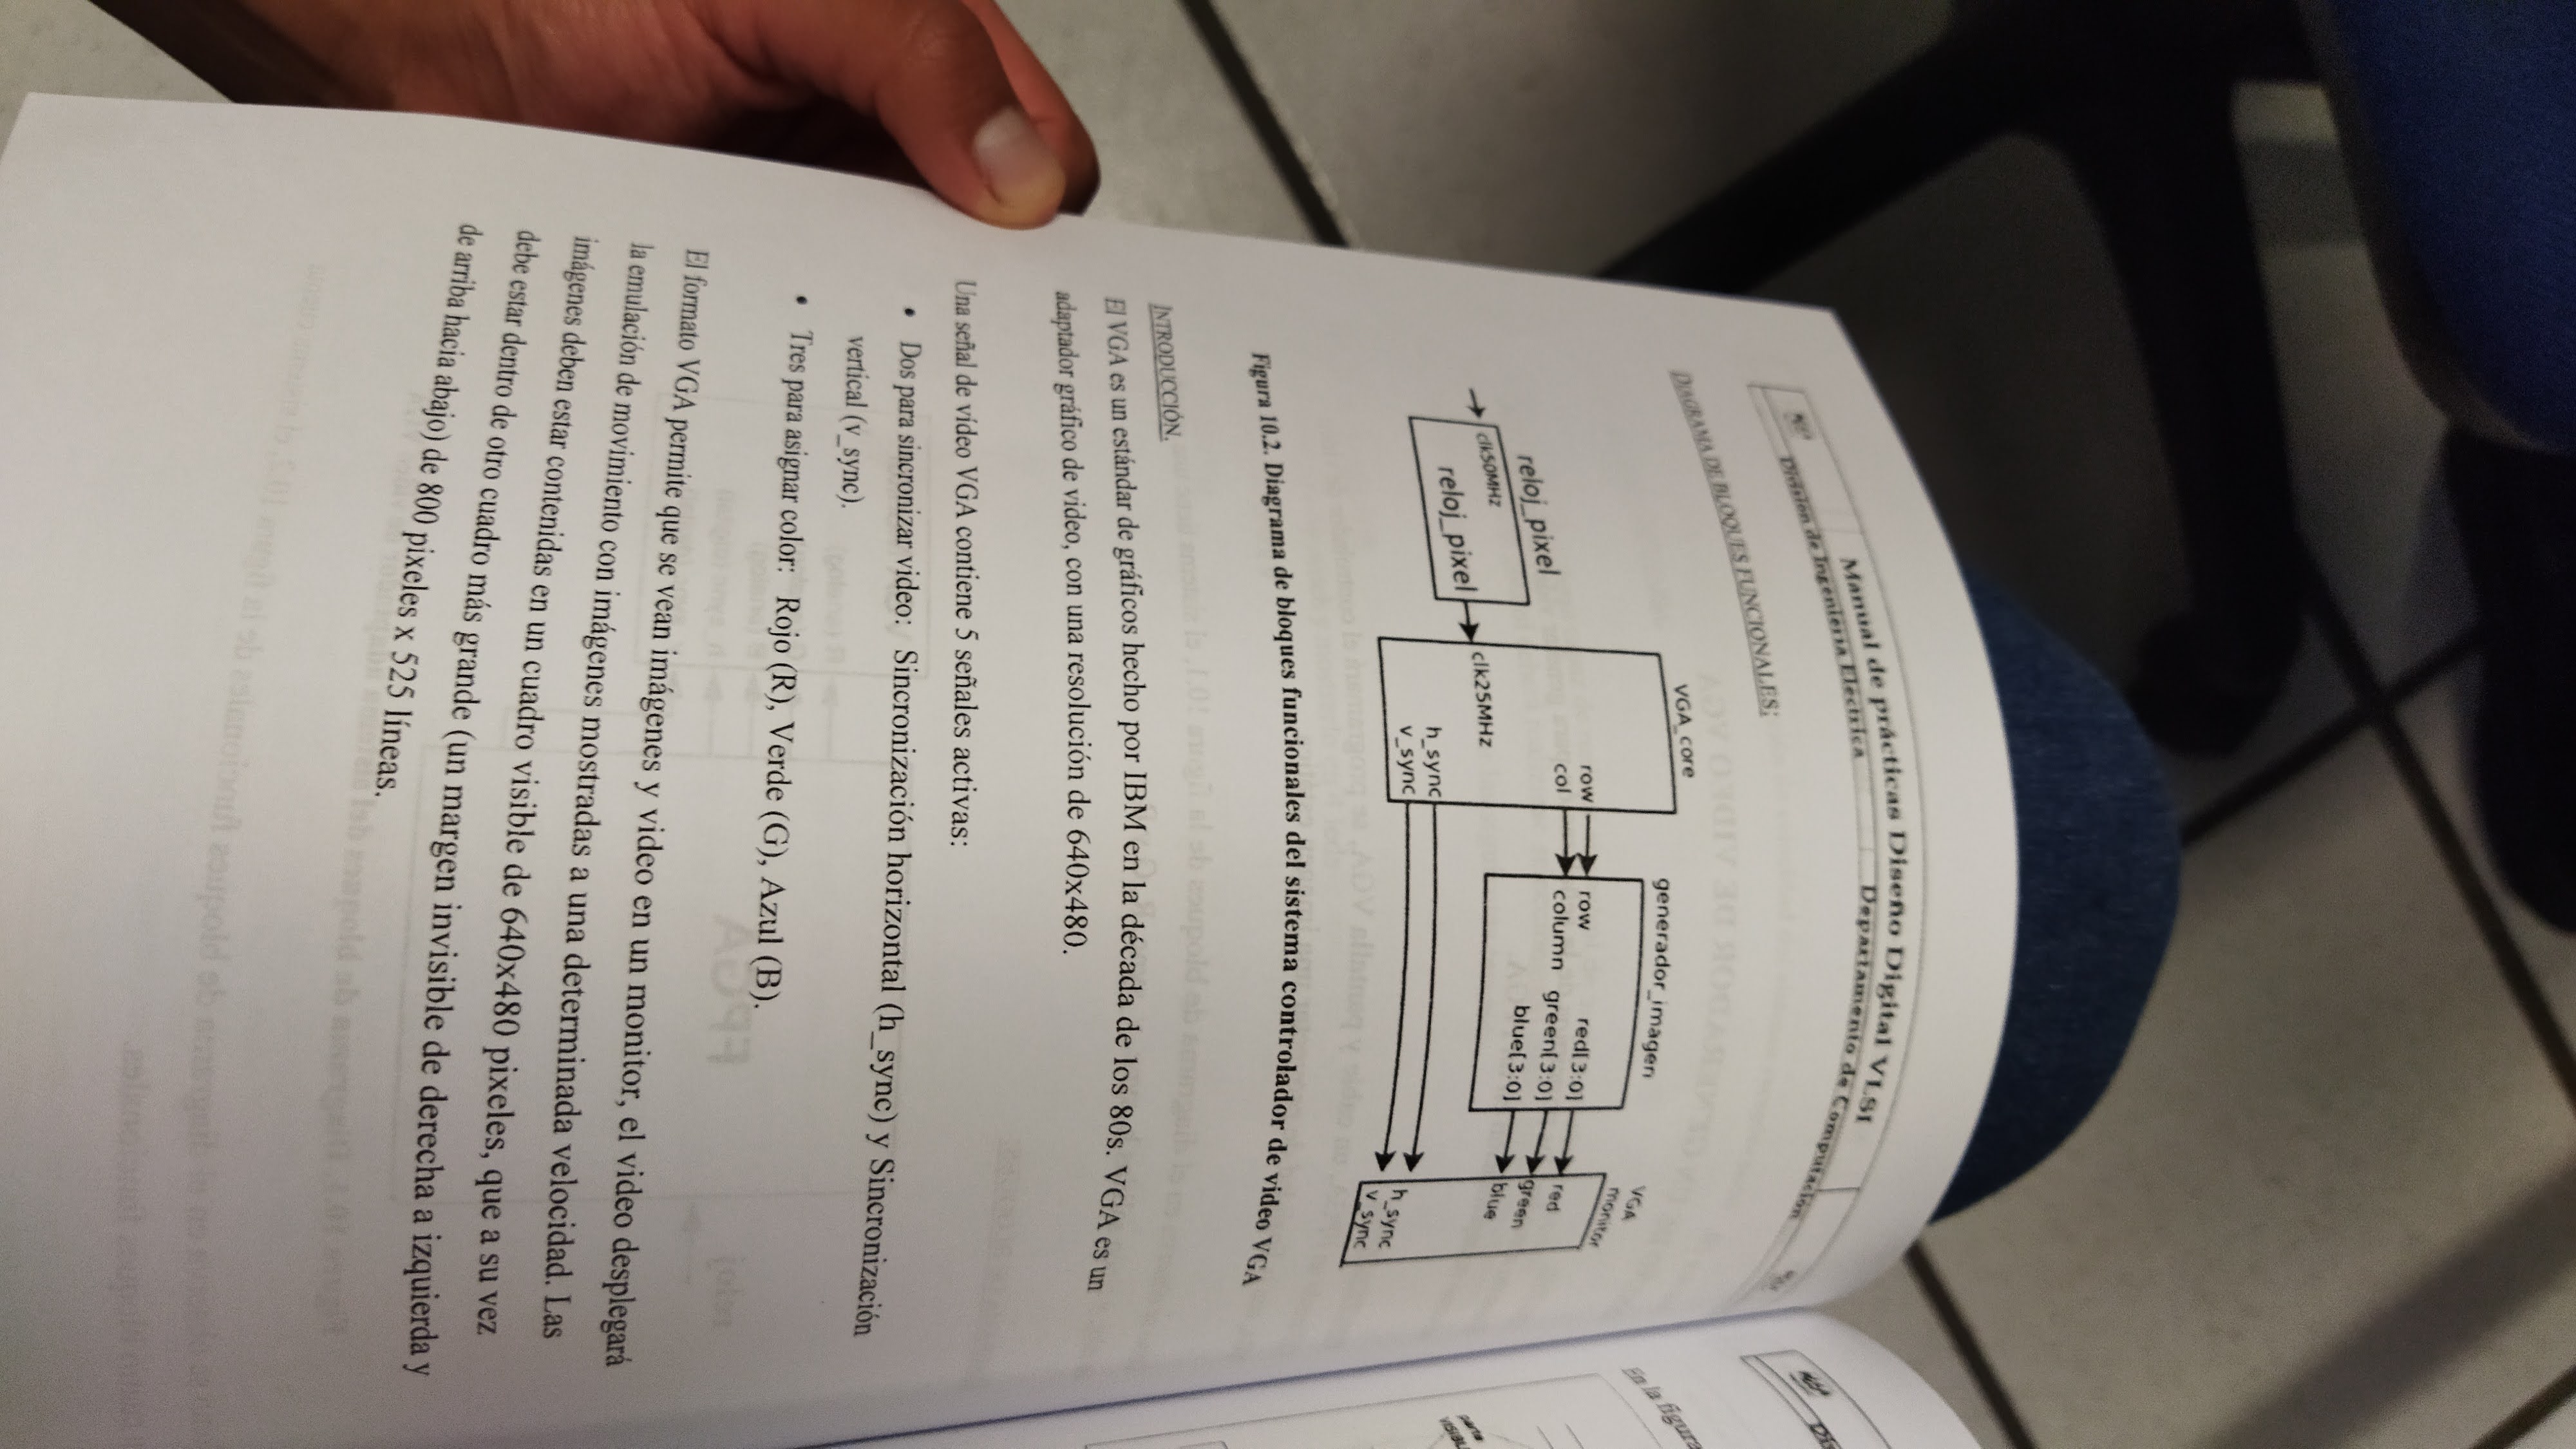 Manual de prácticas Diseño Digital VLSI
División de Ingeniería Eléctrica Departamento de Computación
DIAGRAMA DE BLOQUES FUNCIONALES:
VGA_core
generador_imagen
VGA
monitor
row
col
row
column
red[3:0]
green[3:0]
blue[3:0]
red
green
blue
reloj_pixel
clk50MHz
reloj_pixel
clk25MHz
h_sync
v_sync
h_sync
v_sync
Figura 10.2. Diagrama de bloques funcionales del sistema controlador de video VGA
INTRODUCCIÓN.
El VGA es un estándar de gráficos hecho por IBM en la década de los 80s. VGA es un
adaptador gráfico de video, con una resolución de 640x480.
Una señal de vídeo VGA contiene 5 señales activas:
• Dos para sincronizar video: Sincronización horizontal (h_sync) y Sincronización
vertical (v_sync).
• Tres para asignar color: Rojo (R), Verde (G), Azul (B).
El formato VGA permite que se vean imágenes y video en un monitor, el video desplegará
la emulación de movimiento con imágenes mostradas a una determinada velocidad. Las
imágenes deben estar contenidas en un cuadro visible de 640x480 pixeles, que a su vez
debe estar dentro de otro cuadro más grande (un margen invisible de derecha a izquierda y
de arriba hacia abajo) de 800 pixeles x 525 líneas.
En la figura